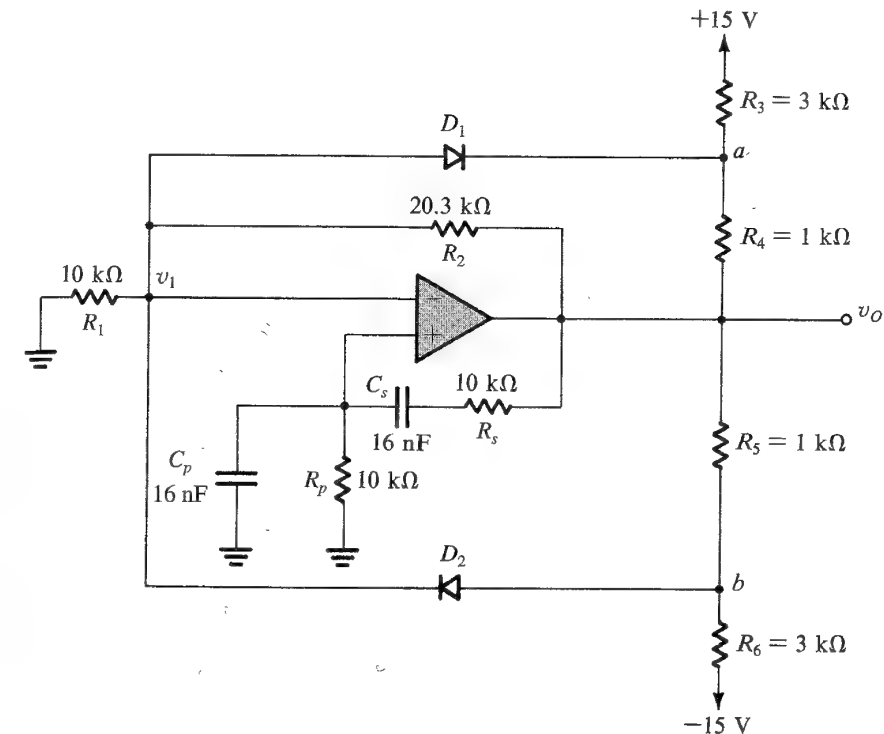 +15 V
R3 = 3 kΩ
D1
a
20.3 kΩ
R2
R4 = 1 kΩ
10 kΩ
v1
R1
−
+
vO
Cs
10 kΩ
16 nF
Rs
R5 = 1 kΩ
Cp
16 nF
Rp
10 kΩ
D2
b
R6 = 3 kΩ
−15 V